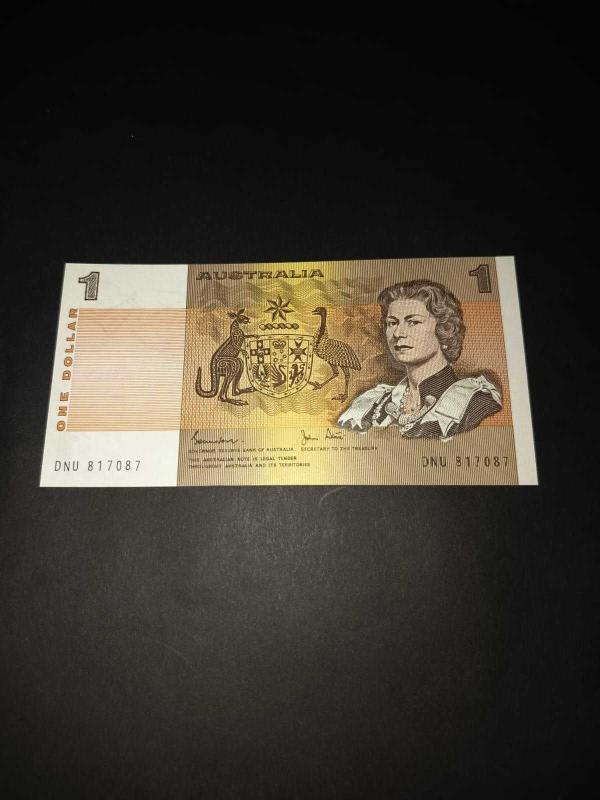 1
AUSTRALIA
1
ONE DOLLAR
GOVERNOR, RESERVE BANK OF AUSTRALIA. SECRETARY TO THE TREASURY
THIS AUSTRALIAN NOTE IS LEGAL TENDER
THROUGHOUT AUSTRALIA AND ITS TERRITORIES
DNU 817087
DNU 817087